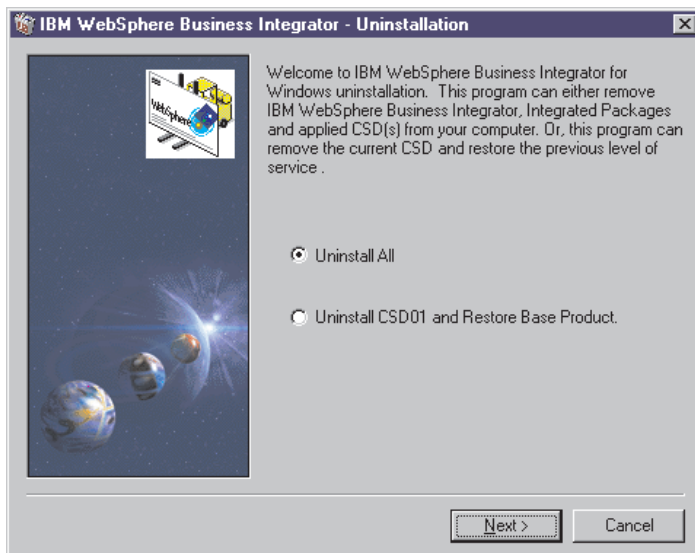 IBM WebSphere Business Integrator - Uninstallation
WebSphere
Welcome to IBM WebSphere Business Integrator for
Windows uninstallation. This program can either remove
IBM WebSphere Business Integrator, Integrated Packages
and applied CSD(s) from your computer. Or, this program can
remove the current CSD and restore the previous level of
service .
Uninstall All
Uninstall CSD01 and Restore Base Product.
Next >
Cancel